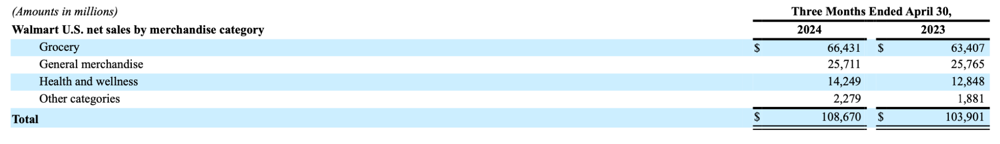 (Amounts in millions) Three Months Ended April 30,
Walmart U.S. net sales by merchandise category 2024 2023
Grocery $ 66,431 $ 63,407
General merchandise 25,711 25,765
Health and wellness 14,249 12,848
Other categories 2,279 1,881
Total $ 108,670 $ 103,901